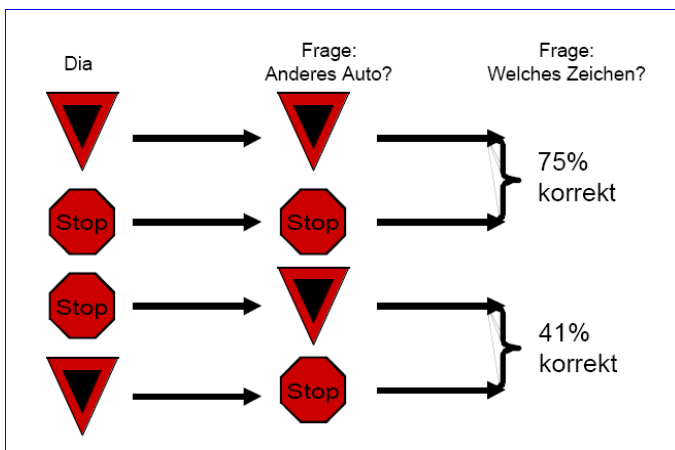 Dia
Frage:
Anderes Auto?
Frage:
Welches Zeichen?
Stop
Stop
75%
korrekt
Stop
Stop
41%
korrekt